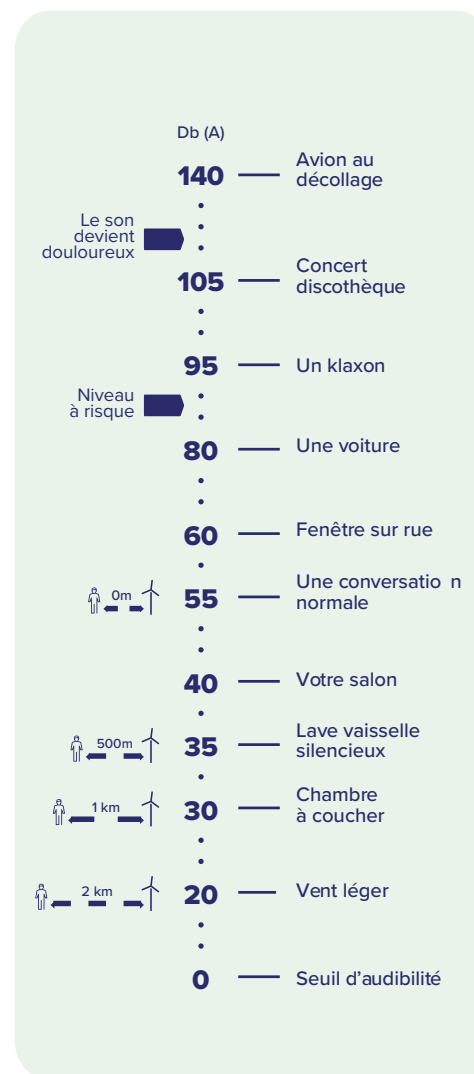 Db (A)
140
Avion au
décollage
Le son
devient
douloureux
105
Concert
discothèque
95
Un klaxon
Niveau
à risque
80
Une voiture
60
Fenêtre sur rue
0m
55
Une conversatio n
normale
40
Votre salon
500m
35
Lave vaisselle
silencieux
1 km
30
Chambre
à coucher
2 km
20
Vent léger
0
Seuil d’audibilité